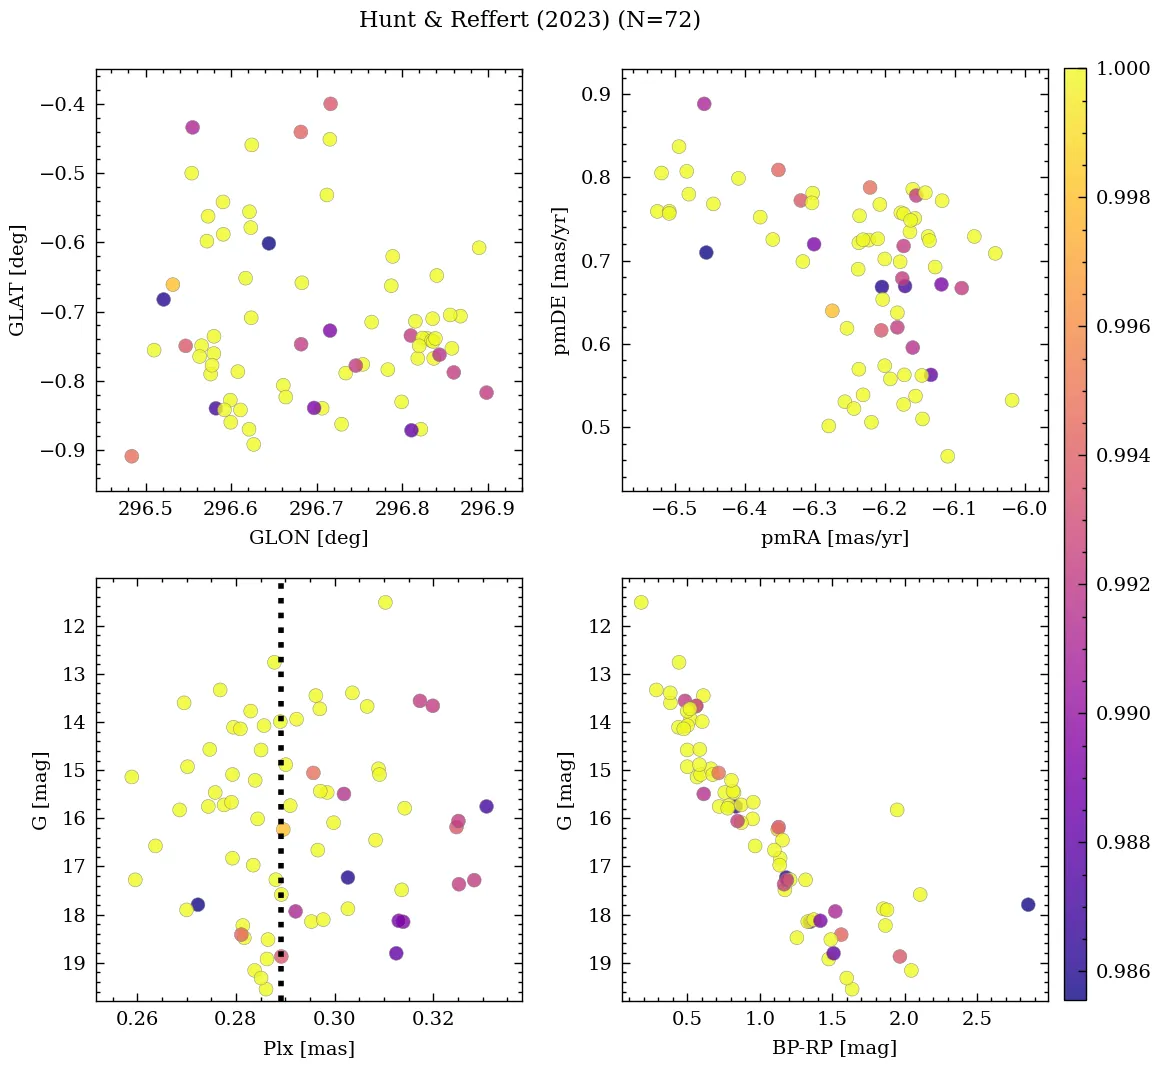 Hunt & Reffert (2023) (N=72)
−0.4
−0.5
−0.6
−0.7
−0.8
−0.9
GLAT [deg]
296.5 296.6 296.7 296.8 296.9
GLON [deg]
0.9
0.8
0.7
0.6
0.5
pmDE [mas/yr]
−6.5 −6.4 −6.3 −6.2 −6.1 −6.0
pmRA [mas/yr]
12
13
14
15
16
17
18
19
G [mag]
0.26 0.28 0.30 0.32
Plx [mas]
12
13
14
15
16
17
18
19
G [mag]
0.5 1.0 1.5 2.0 2.5
BP-RP [mag]
1.000
0.998
0.996
0.994
0.992
0.990
0.988
0.986